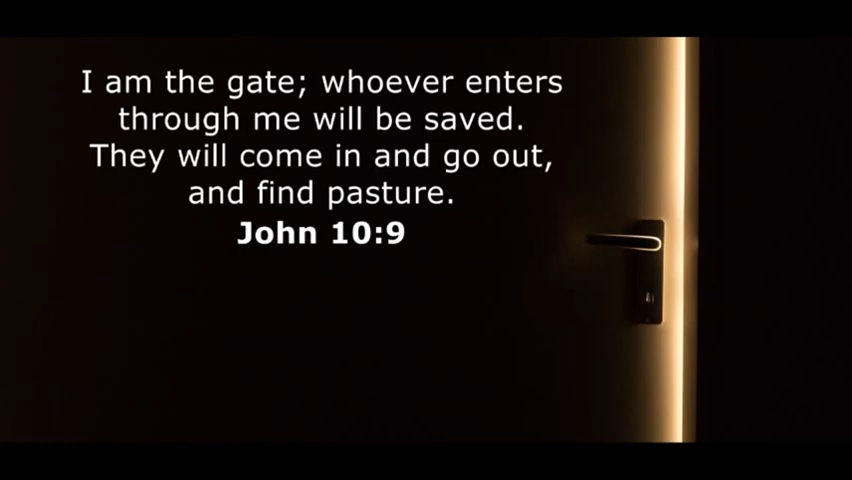 I am the gate; whoever enters
through me will be saved.
They will come in and go out,
and find pasture.
John 10:9